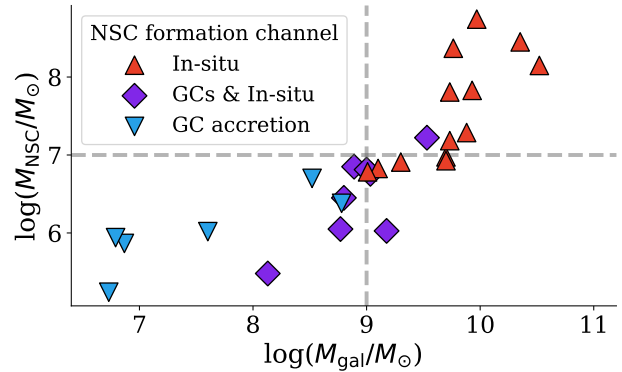 NSC formation channel
In-situ
GCs & In-situ
GC accretion
log(M_NSC/M_⊙)
8
7
6
7 8 9 10 11
log(M_gal/M_⊙)